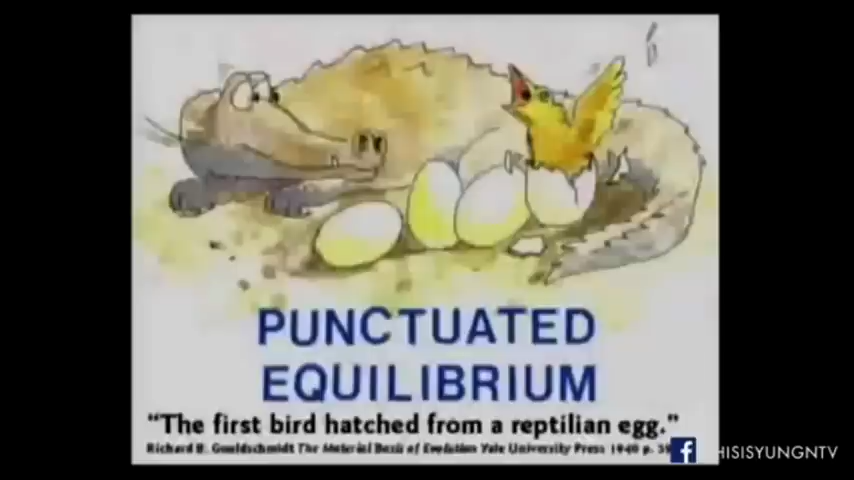 PUNCTUATED
EQUILIBRIUM
“The first bird hatched from a reptilian egg.”
Richard B. Gouldschmidt The Material Basis of Evolution Yale University Press 1940 p.
HISISYUNGNTV